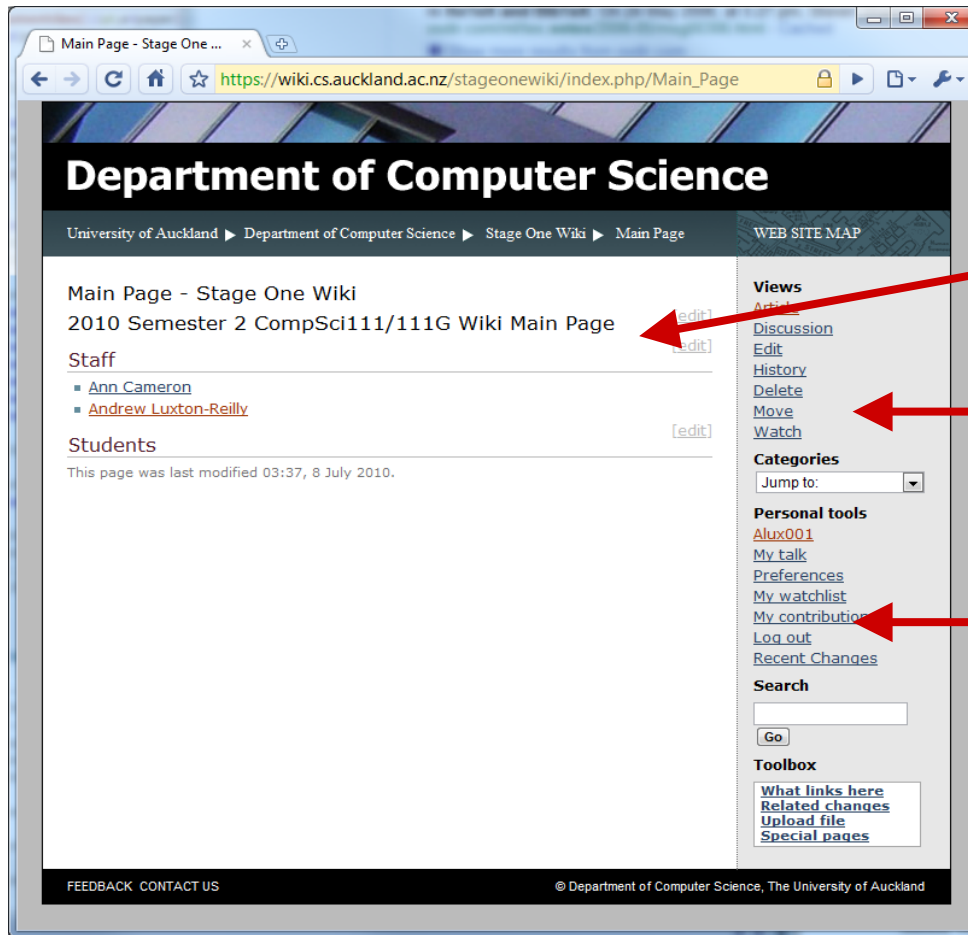 Main Page - Stage One ...
https://wiki.cs.auckland.ac.nz/stageonewiki/index.php/Main_Page
Department of Computer Science
University of Auckland ▶ Department of Computer Science ▶ Stage One Wiki ▶ Main Page
WEB SITE MAP
Main Page - Stage One Wiki
[edit]
2010 Semester 2 CompSci111/111G Wiki Main Page
[edit]
Staff
Ann Cameron
Andrew Luxton-Reilly
[edit]
Students
This page was last modified 03:37, 8 July 2010.
Views
Article
Discussion
Edit
History
Delete
Move
Watch
Categories
Jump to:
Personal tools
Alux001
My talk
Preferences
My watchlist
My contributions
Log out
Recent Changes
Search
Go
Toolbox
What links here
Related changes
Upload file
Special pages
FEEDBACK CONTACT US
© Department of Computer Science, The University of Auckland